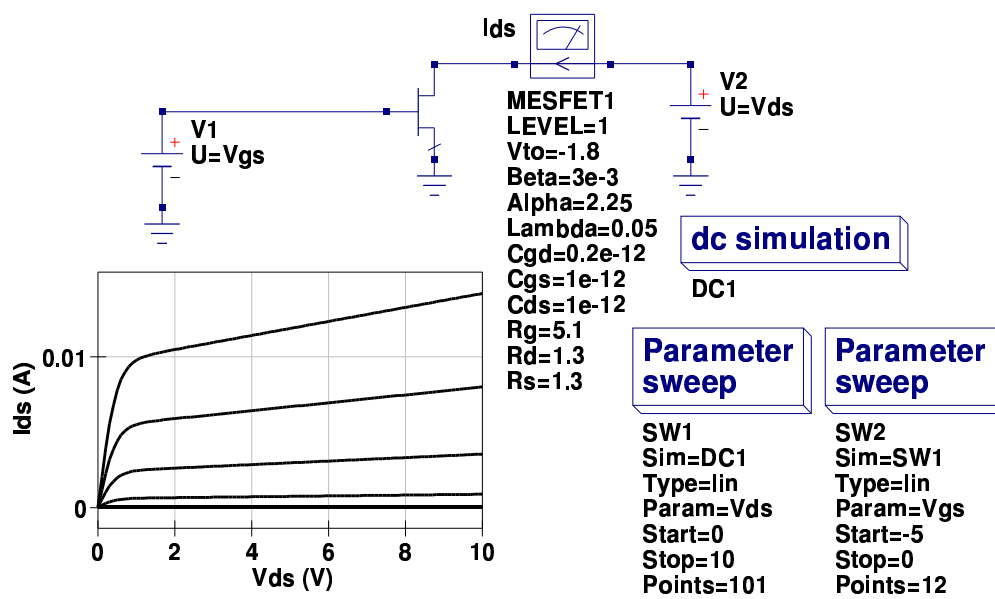 Ids
V1
U=Vgs
MESFET1
LEVEL=1
Vto=-1.8
Beta=3e-3
Alpha=2.25
Lambda=0.05
Cgd=0.2e-12
Cgs=1e-12
Cds=1e-12
Rg=5.1
Rd=1.3
Rs=1.3
V2
U=Vds
dc simulation
DC1
Parameter
sweep
SW1
Sim=DC1
Type=lin
Param=Vds
Start=0
Stop=10
Points=101
Parameter
sweep
SW2
Sim=SW1
Type=lin
Param=Vgs
Start=-5
Stop=0
Points=12
Ids (A)
0.01
0
0 2 4 6 8 10
Vds (V)